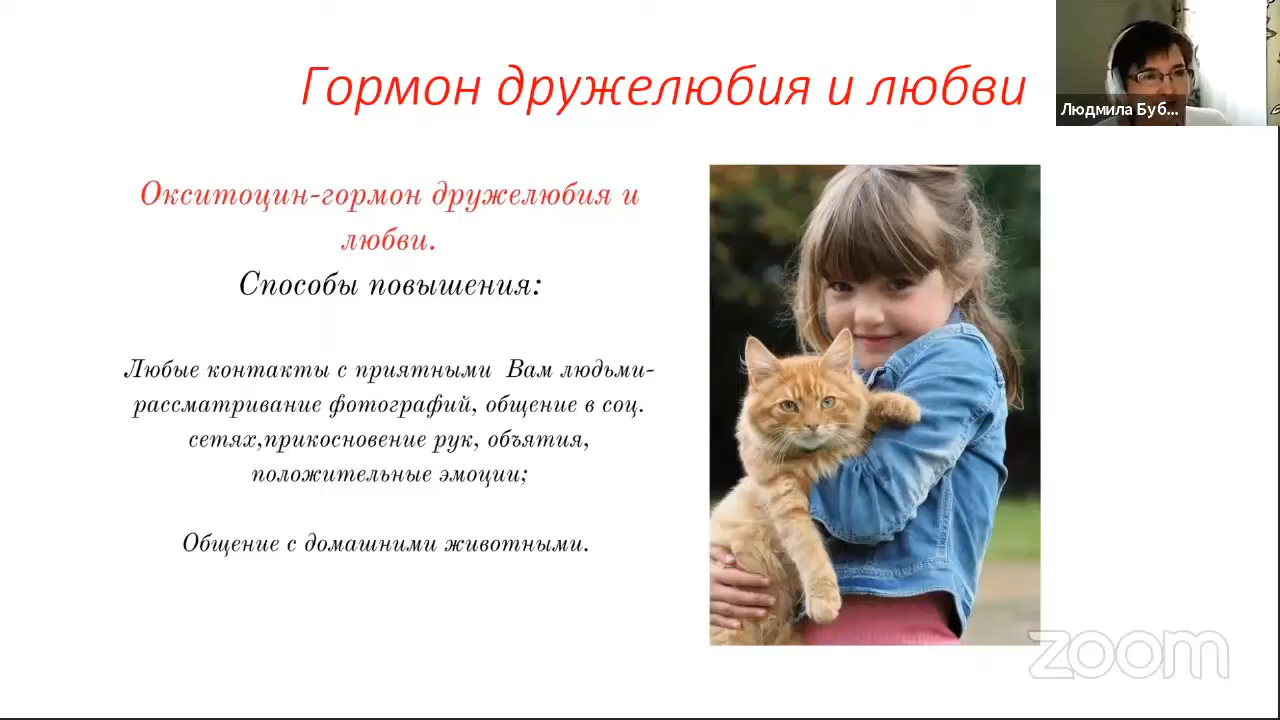 Гормон дружелюбия и любви
Людмила Буб...
Окситоцин-гормон дружелюбия и
любви.
Способы повышения:
Любые контакты с приятными Вам людьми-
рассматривание фотографий, общение в соц.
сетях,прикосновение рук, объятия,
положительные эмоции;
Общение с домашними животными.
zoom